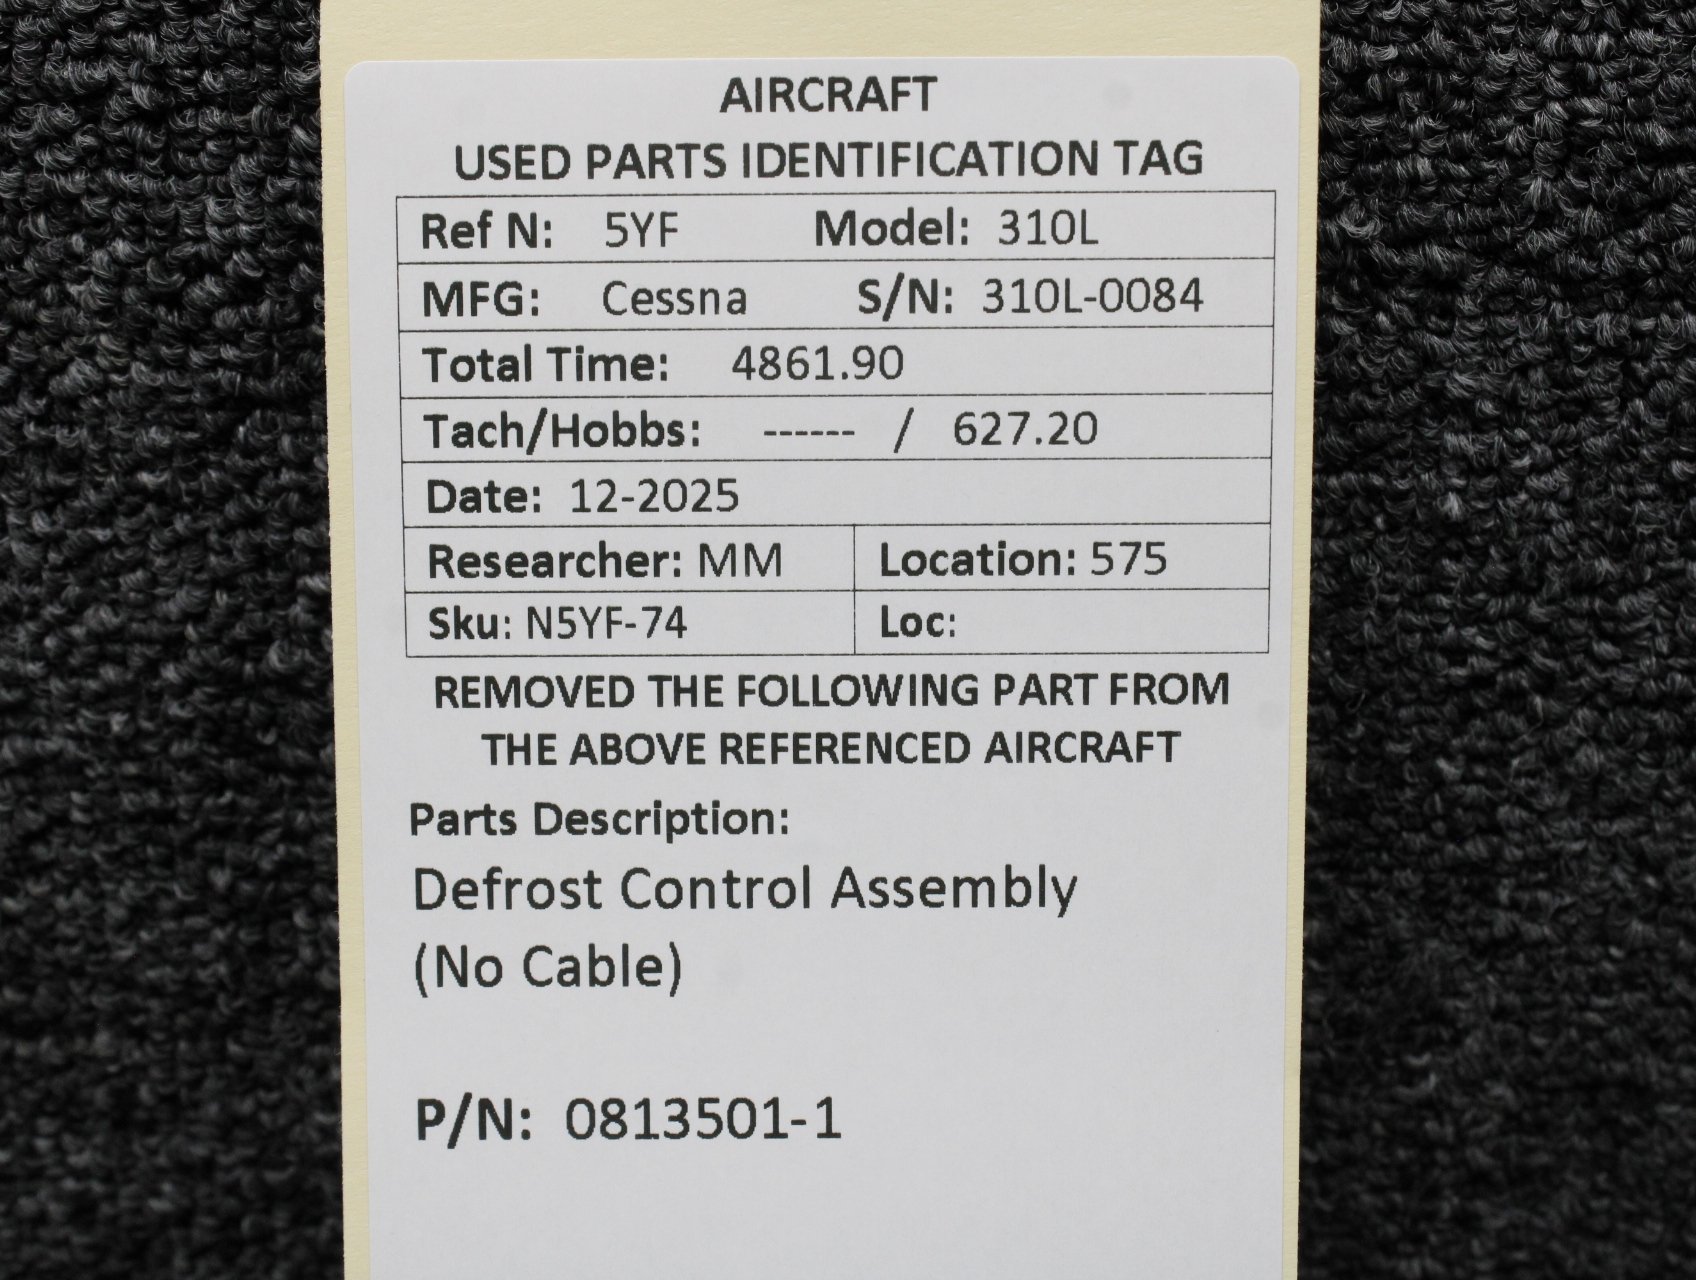 AIRCRAFT
USED PARTS IDENTIFICATION TAG
Ref N: 5YF Model: 310L
MFG: Cessna S/N: 310L-0084
Total Time: 4861.90
Tach/Hobbs: ------ / 627.20
Date: 12-2025
Researcher: MM Location: 575
Sku: N5YF-74 Loc:
REMOVED THE FOLLOWING PART FROM
THE ABOVE REFERENCED AIRCRAFT
Parts Description:
Defrost Control Assembly
(No Cable)
P/N: 0813501-1